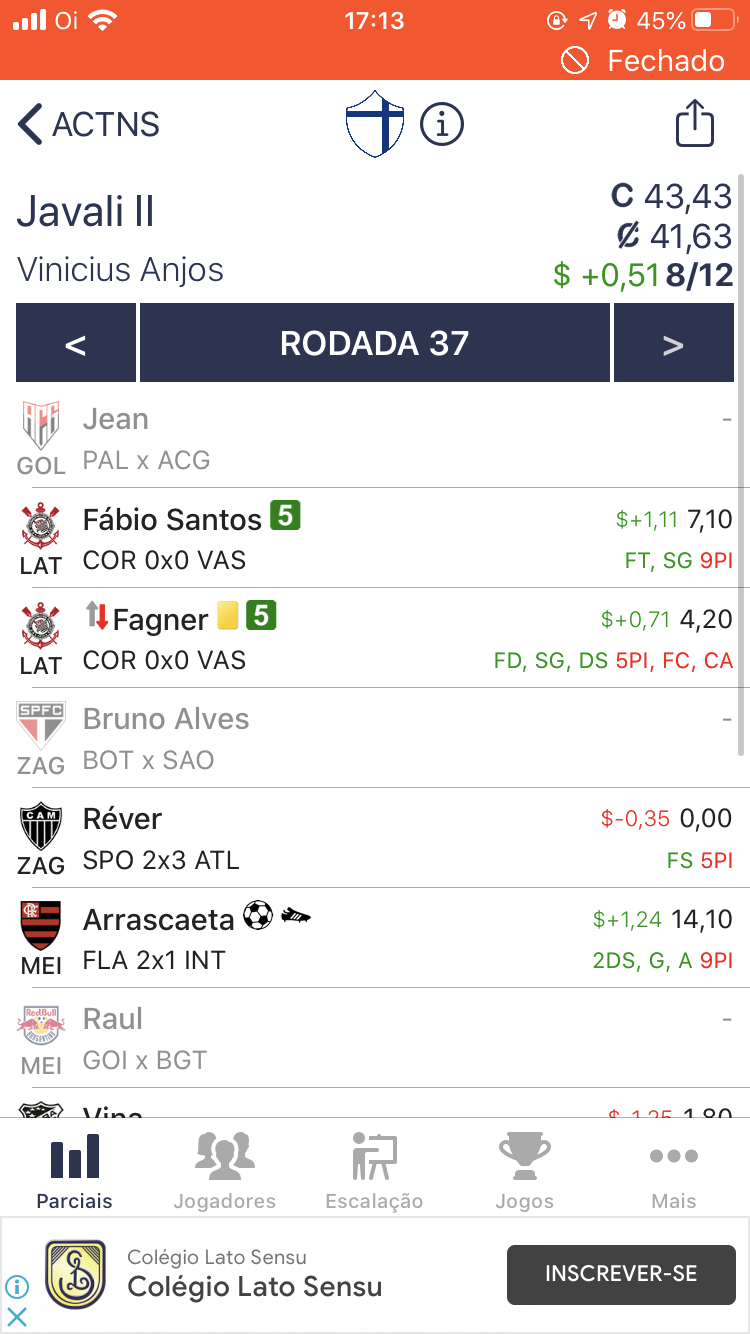 Oi 17:13 45%
Fechado
ACTNS
Javali II
Vinicius Anjos
C 43,43
₡ 41,63
$ +0,51 8/12
< RODADA 37 >
Jean -
GOL PAL x ACG
Fábio Santos 5 $+1,11 7,10
LAT COR 0x0 VAS FT, SG 9PI
Fagner 5 $+0,71 4,20
LAT COR 0x0 VAS FD, SG, DS 5PI, FC, CA
SPFC Bruno Alves -
ZAG BOT x SAO
CAM Réver $-0,35 0,00
ZAG SPO 2x3 ATL FS 5PI
Arrascaeta $+1,24 14,10
MEI FLA 2x1 INT 2DS, G, A 9PI
RedBull Raul -
MEI GOI x BGT
Vina $-1,25 1,80
Parciais Jogadores Escalação Jogos Mais
Colégio Lato Sensu
Colégio Lato Sensu
INSCREVER-SE